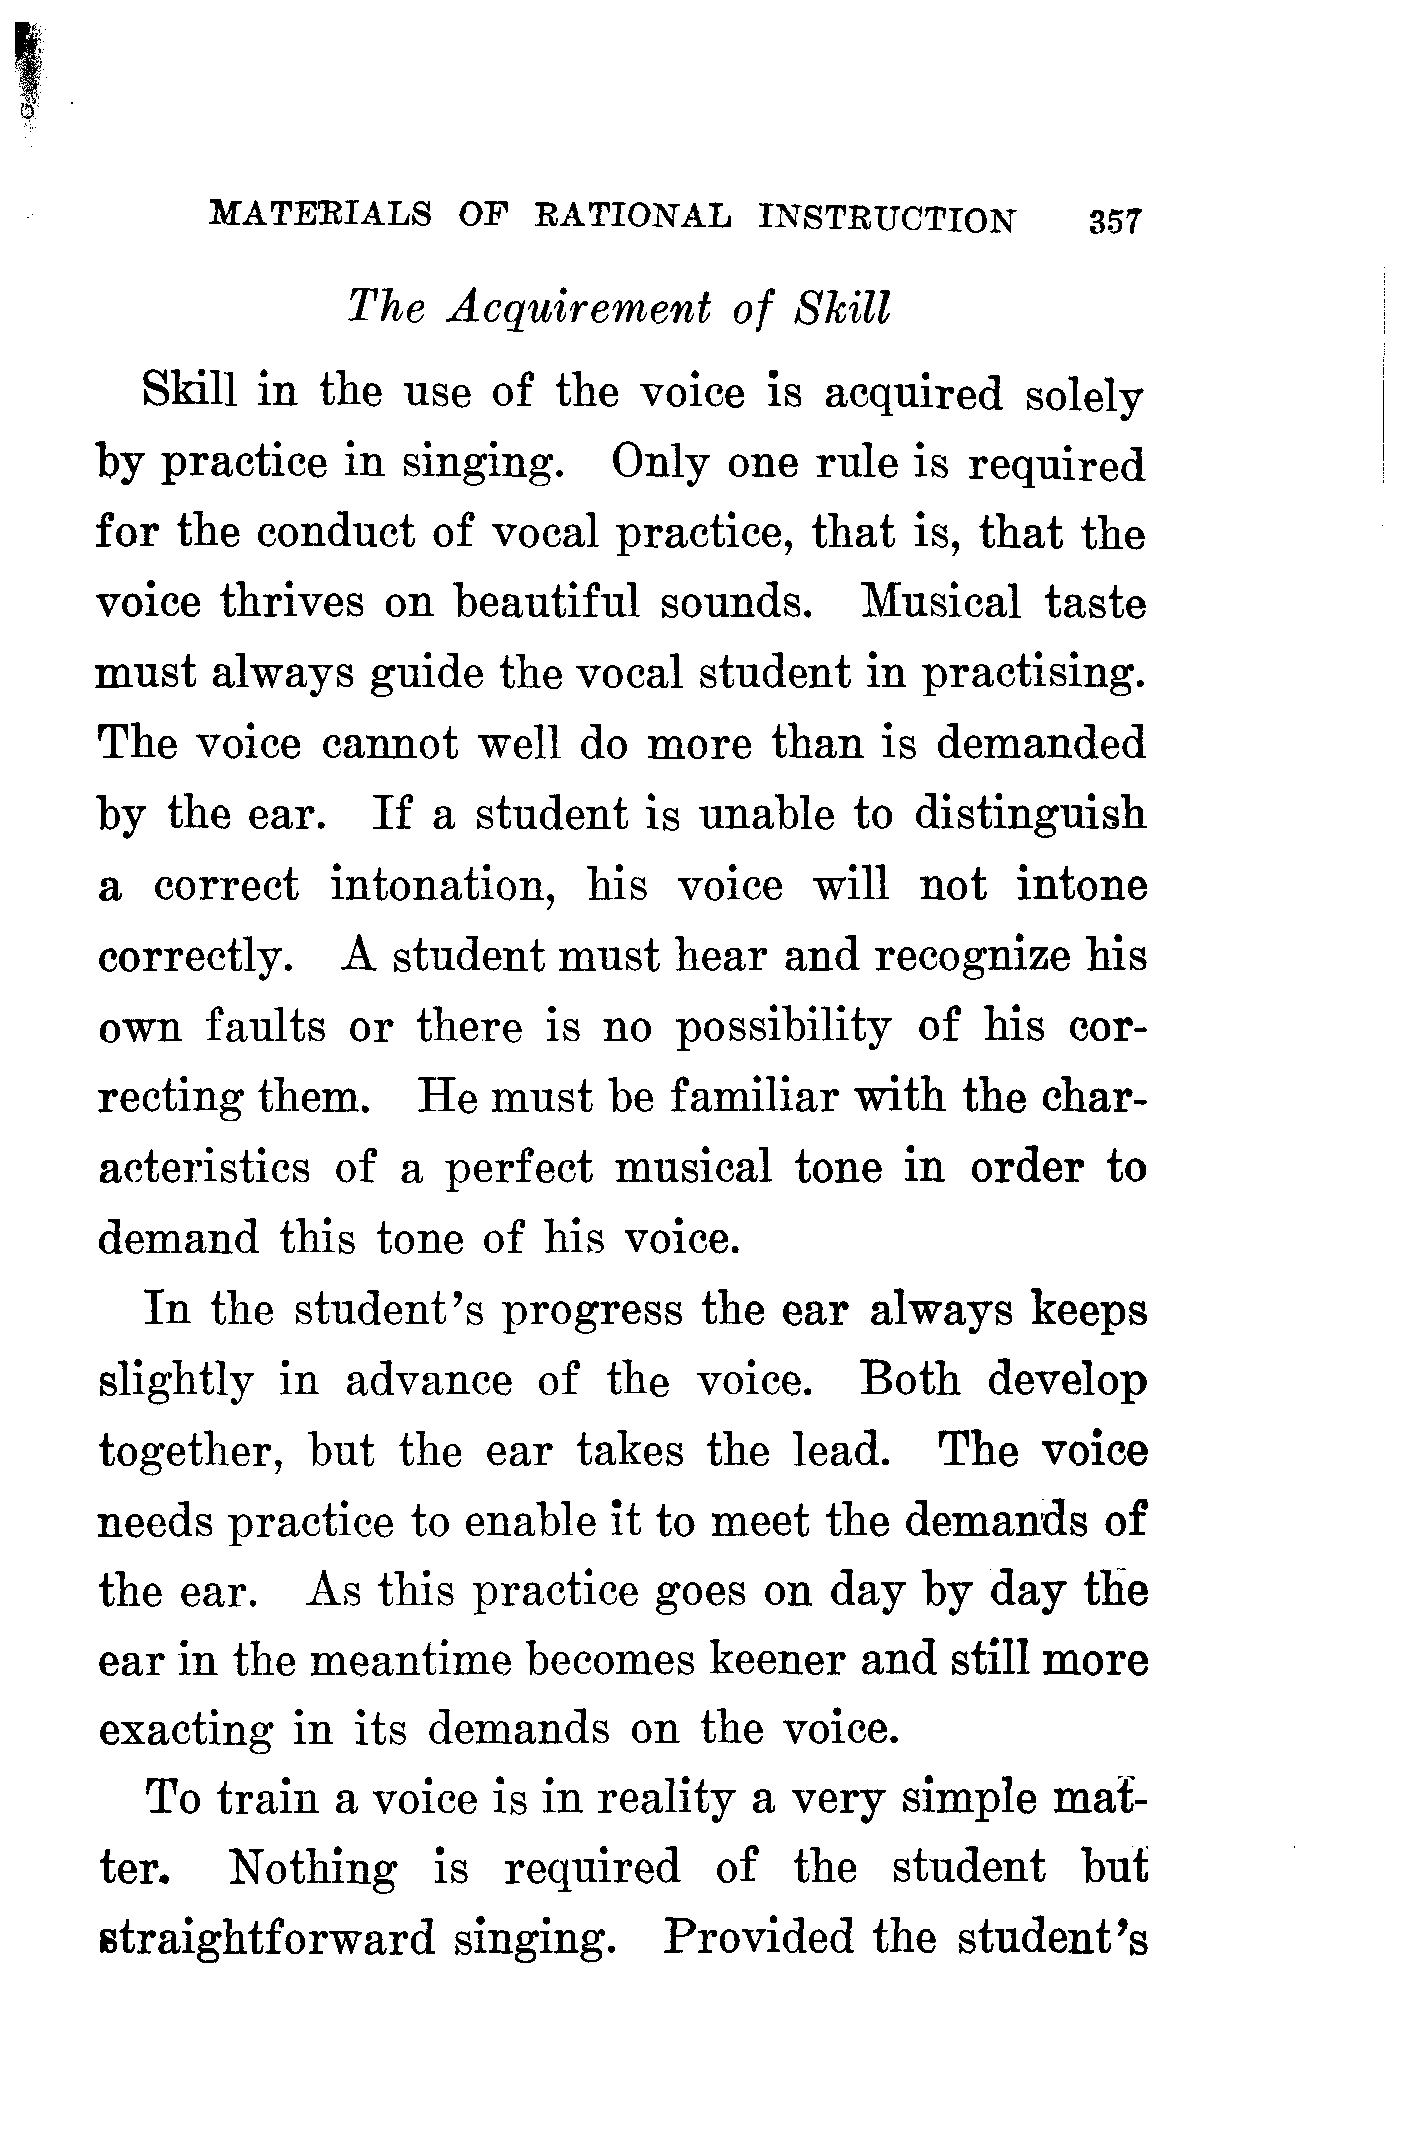 MATERIALS OF RATIONAL INSTRUCTION 357
The Acquirement of Skill
Skill in the use of the voice is acquired solely
by practice in singing. Only one rule is required
for the conduct of vocal practice, that is, that the
voice thrives on beautiful sounds. Musical taste
must always guide the vocal student in practising.
The voice cannot well do more than is demanded
by the ear. If a student is unable to distinguish
a correct intonation, his voice will not intone
correctly. A student must hear and recognize his
own faults or there is no possibility of his cor-
recting them. He must be familiar with the char-
acteristics of a perfect musical tone in order to
demand this tone of his voice.
In the student's progress the ear always keeps
slightly in advance of the voice. Both develop
together, but the ear takes the lead. The voice
needs practice to enable it to meet the demands of
the ear. As this practice goes on day by day the
ear in the meantime becomes keener and still more
exacting in its demands on the voice.
To train a voice is in reality a very simple mat-
ter. Nothing is required of the student but
straightforward singing. Provided the student's